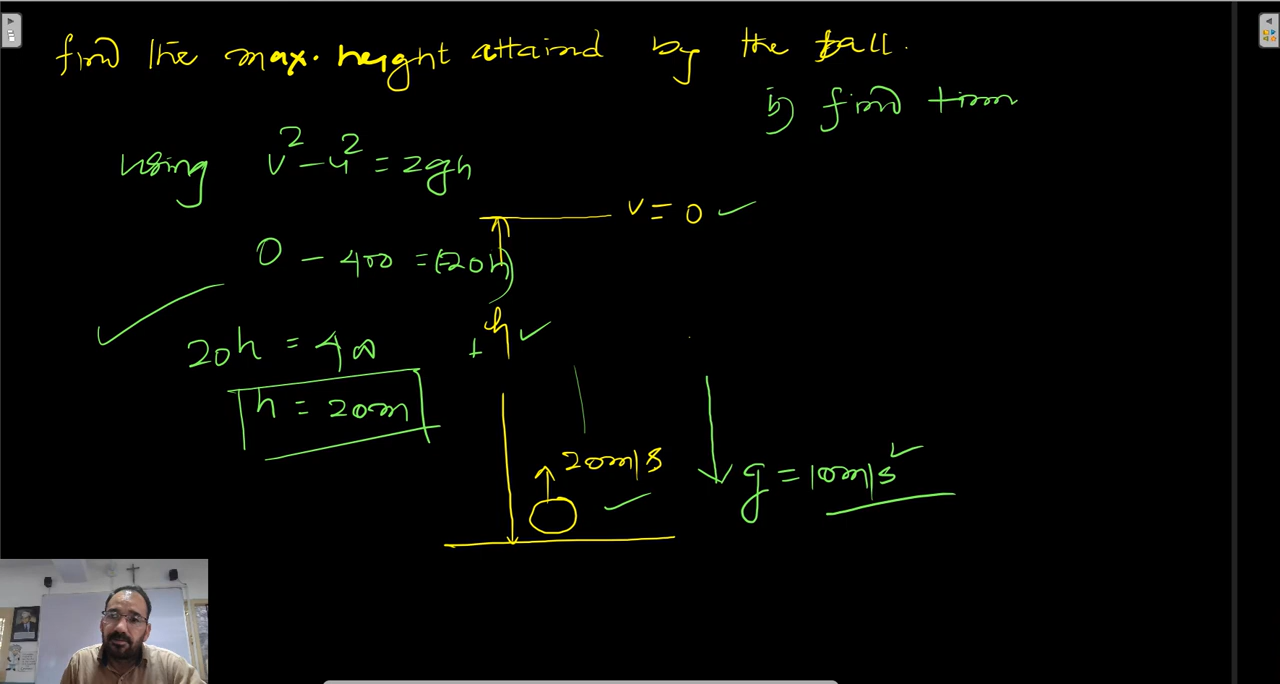 find the max. height attained by the ball.
ii) find time
using v² - u² = 2gh
v = 0
0 - 400 = (-20h)
20h = 400
+h
h = 20m
20m/s
g = 10m/s